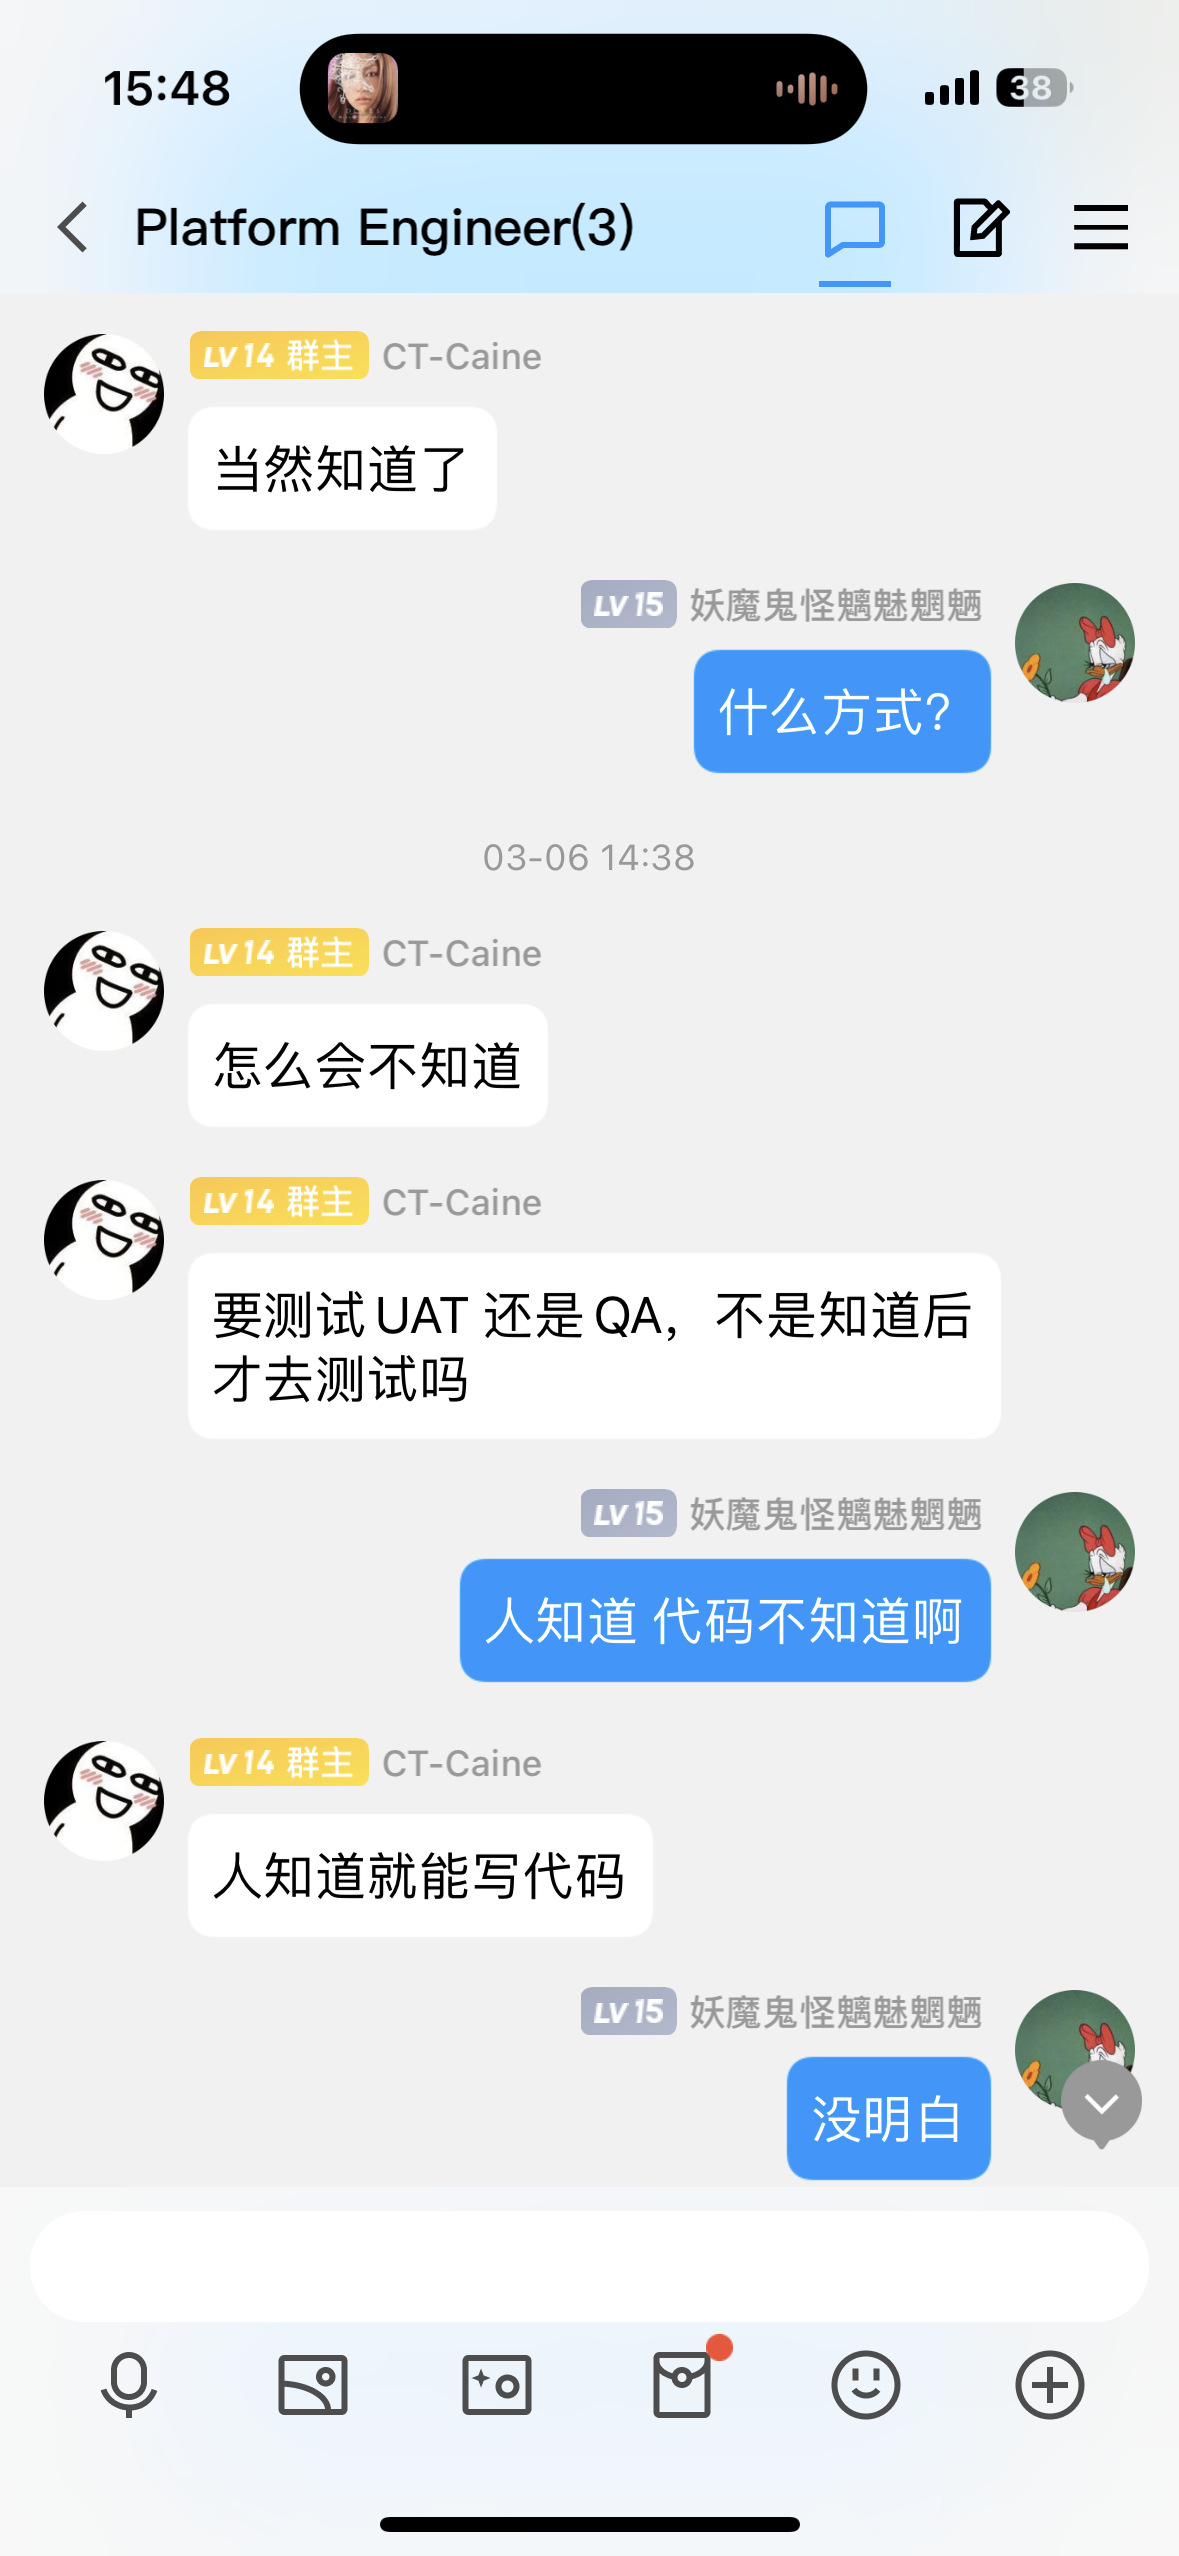 15:48
38
Platform Engineer(3)
LV 14 群主 CT-Caine
当然知道了
LV 15 妖魔鬼怪魑魅魍魉
什么方式？
03-06 14:38
LV 14 群主 CT-Caine
怎么会不知道
LV 14 群主 CT-Caine
要测试UAT 还是QA，不是知道后
才去测试吗
LV 15 妖魔鬼怪魑魅魍魉
人知道 代码不知道啊
LV 14 群主 CT-Caine
人知道就能写代码
LV 15 妖魔鬼怪魑魅魍魉
没明白